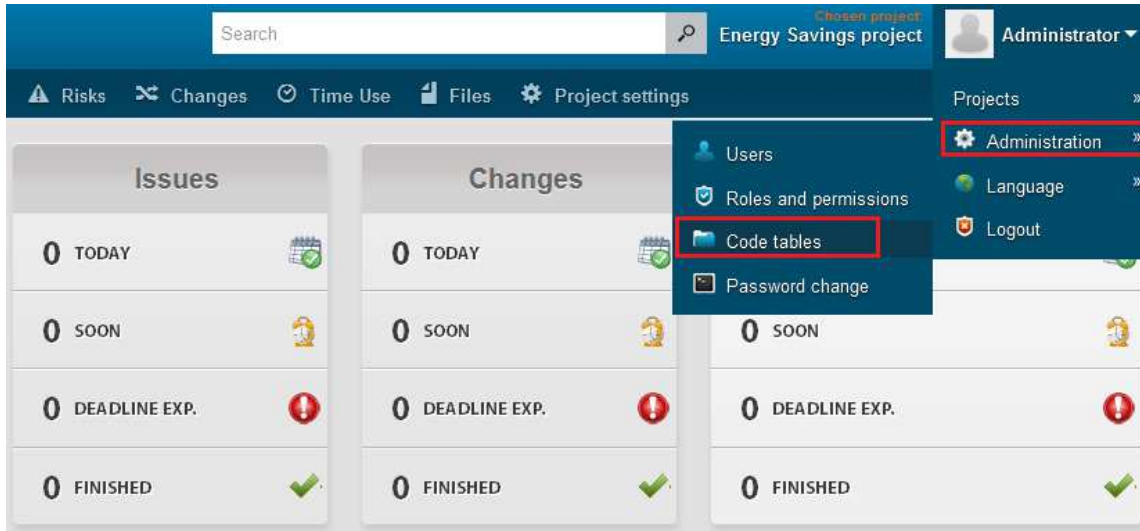 Search
Chosen project:
Energy Savings project
Administrator
Risks
Changes
Time Use
Files
Project settings
Projects »
Administration »
Language »
Logout
Users
Roles and permissions
Code tables
Password change
Issues
0 TODAY
0 SOON
0 DEADLINE EXP.
0 FINISHED
Changes
0 TODAY
0 SOON
0 DEADLINE EXP.
0 FINISHED
0 SOON
0 DEADLINE EXP.
0 FINISHED